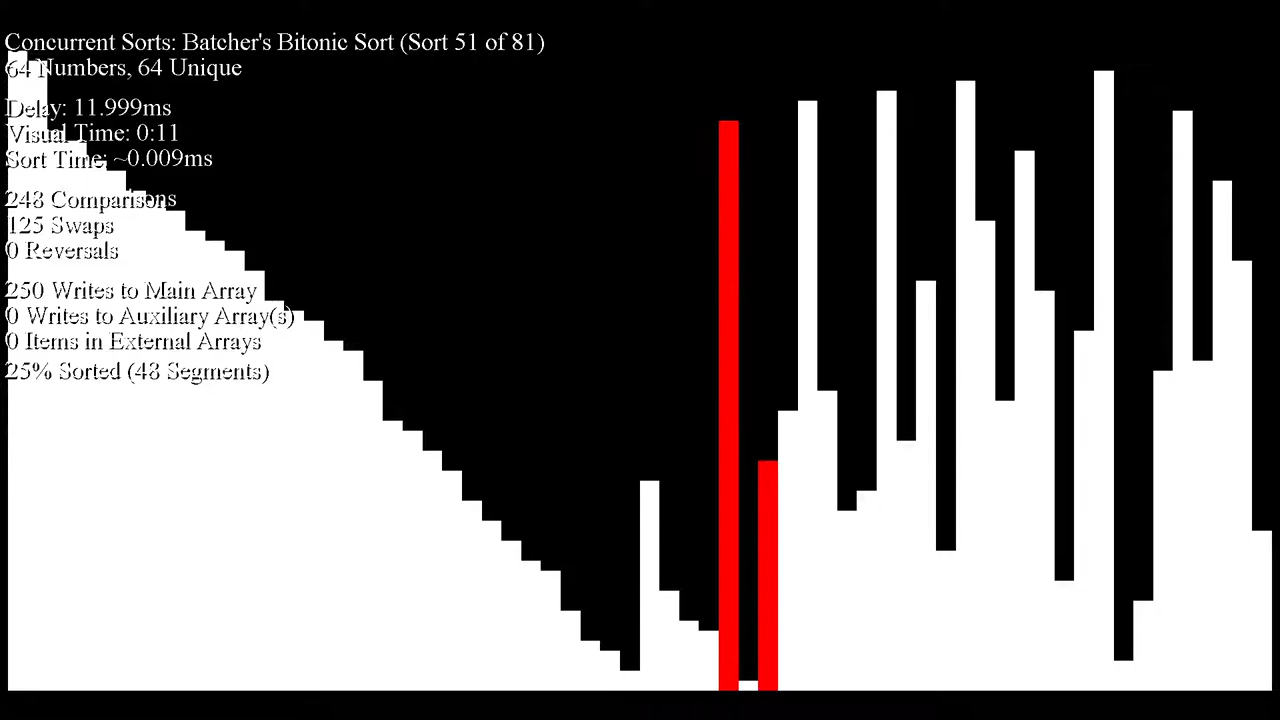 Concurrent Sorts: Batcher's Bitonic Sort (Sort 51 of 81)
64 Numbers, 64 Unique
Delay: 11.999ms
Visual Time: 0:11
Sort Time: ~0.009ms
248 Comparisons
125 Swaps
0 Reversals
250 Writes to Main Array
0 Writes to Auxiliary Array(s)
0 Items in External Arrays
25% Sorted (48 Segments)